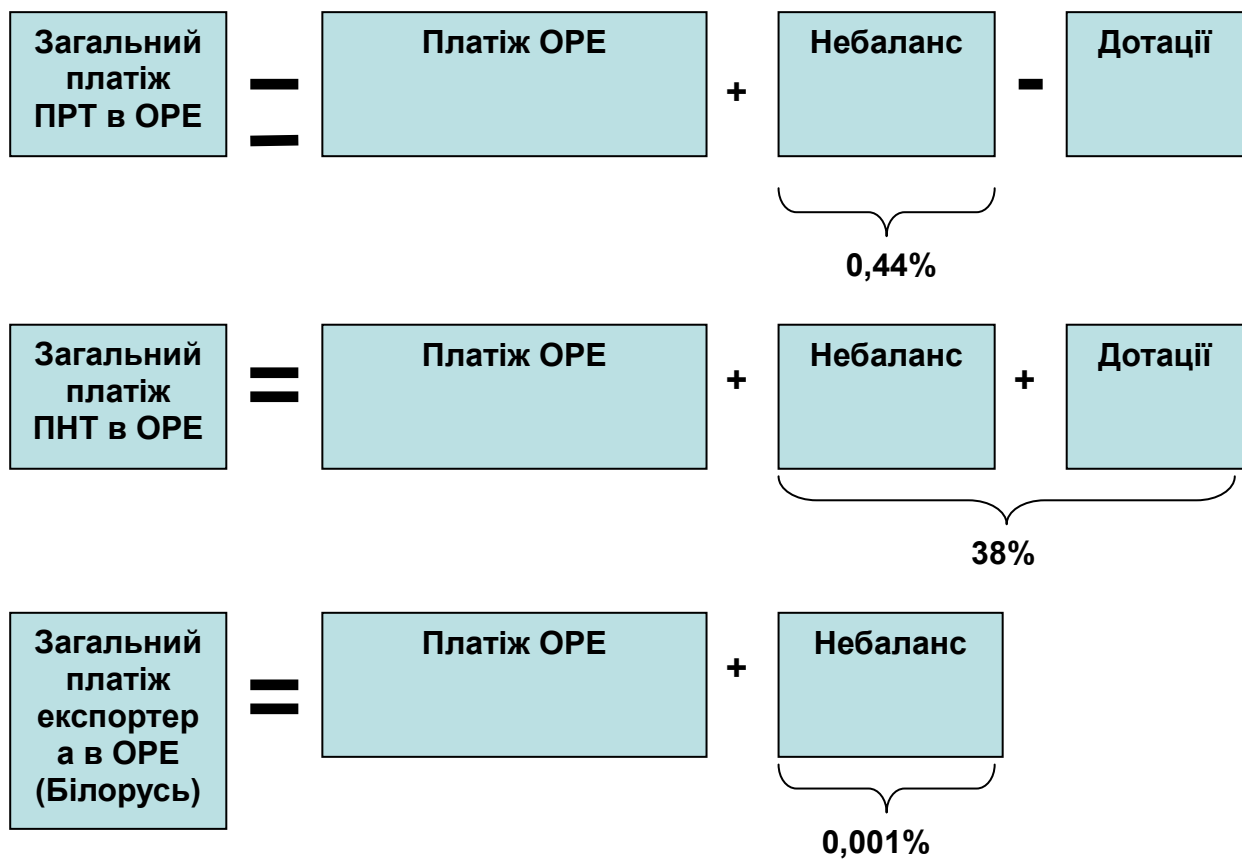 Загальний
платіж
ПРТ в ОРЕ
=
Платіж ОРЕ
+
Небаланс
-
Дотації
0,44%
Загальний
платіж
ПНТ в ОРЕ
=
Платіж ОРЕ
+
Небаланс
+
Дотації
38%
Загальний
платіж
експортер
а в ОРЕ
(Білорусь)
=
Платіж ОРЕ
+
Небаланс
0,001%